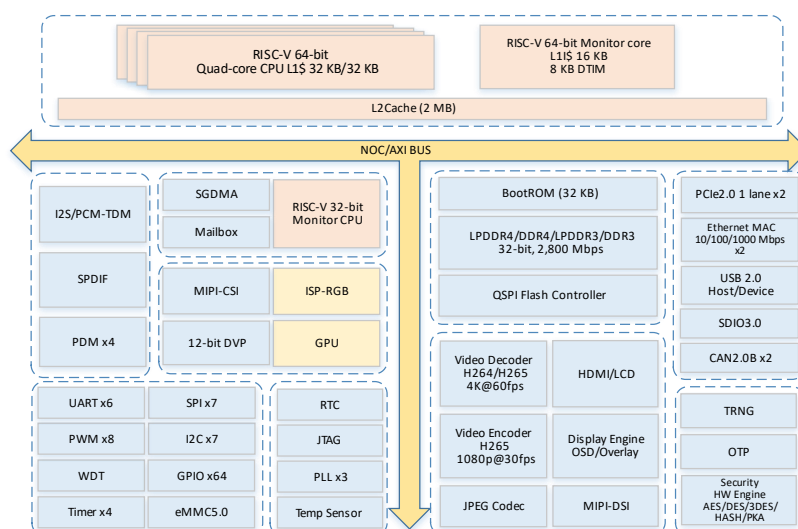 RISC-V 64-bit
Quad-core CPU L1$ 32 KB/32 KB
RISC-V 64-bit Monitor core
L1I$ 16 KB
8 KB DTIM
L2Cache (2 MB)
NOC/AXI BUS
I2S/PCM-TDM
SPDIF
PDM x4
SGDMA
Mailbox
RISC-V 32-bit
Monitor CPU
MIPI-CSI
ISP-RGB
12-bit DVP
GPU
UART x6
SPI x7
PWM x8
I2C x7
WDT
GPIO x64
Timer x4
eMMC5.0
RTC
JTAG
PLL x3
Temp Sensor
BootROM (32 KB)
LPDDR4/DDR4/LPDDR3/DDR3
32-bit, 2,800 Mbps
QSPI Flash Controller
Video Decoder
H264/H265
4K@60fps
HDMI/LCD
Video Encoder
H265
1080p@30fps
Display Engine
OSD/Overlay
JPEG Codec
MIPI-DSI
PCIe2.0 1 lane x2
Ethernet MAC
10/100/1000 Mbps
x2
USB 2.0
Host/Device
SDIO3.0
CAN2.0B x2
TRNG
OTP
Security
HW Engine
AES/DES/3DES/
HASH/PKA